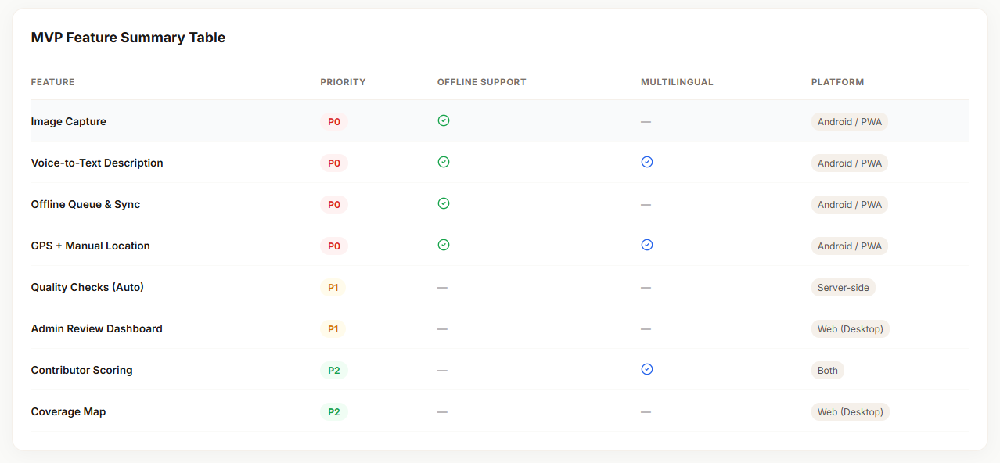 MVP Feature Summary Table
FEATURE PRIORITY OFFLINE SUPPORT MULTILINGUAL PLATFORM
Image Capture P0 — Android / PWA
Voice-to-Text Description P0 Android / PWA
Offline Queue & Sync P0 — Android / PWA
GPS + Manual Location P0 Android / PWA
Quality Checks (Auto) P1 — — Server-side
Admin Review Dashboard P1 — — Web (Desktop)
Contributor Scoring P2 — Both
Coverage Map P2 — — Web (Desktop)